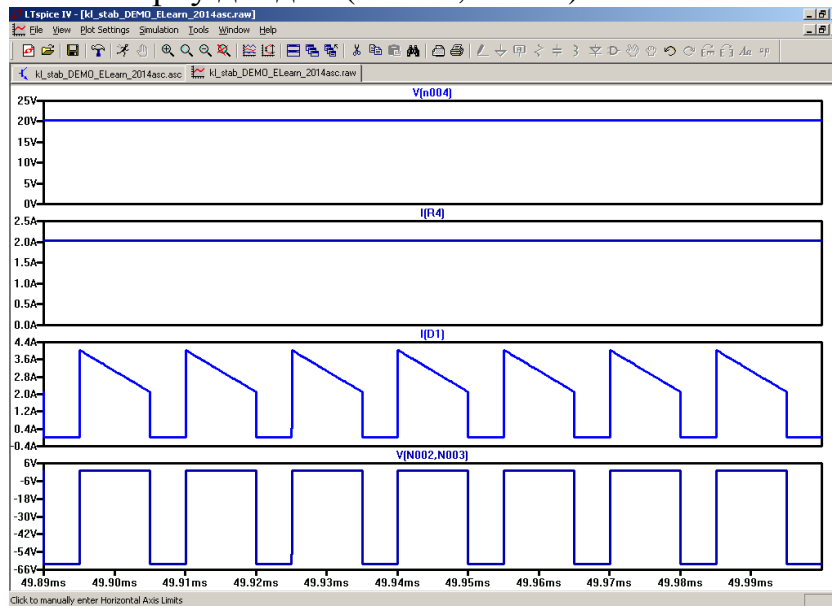 LTspice IV - [kl_stab_DEMO_ELearn_2014asc.raw]
File View Plot Settings Simulation Tools Window Help
kl_stab_DEMO_ELearn_2014asc.asc kl_stab_DEMO_ELearn_2014asc.raw
V(n004)
25V
20V
15V
10V
5V
0V
I(R4)
2.5A
2.0A
1.5A
1.0A
0.5A
0.0A
I(D1)
4.4A
3.6A
2.8A
2.0A
1.2A
0.4A
-0.4A
V(N002,N003)
6V
-6V
-18V
-30V
-42V
-54V
-66V
49.89ms 49.90ms 49.91ms 49.92ms 49.93ms 49.94ms 49.95ms 49.96ms 49.97ms 49.98ms 49.99ms
Click to manually enter Horizontal Axis Limits